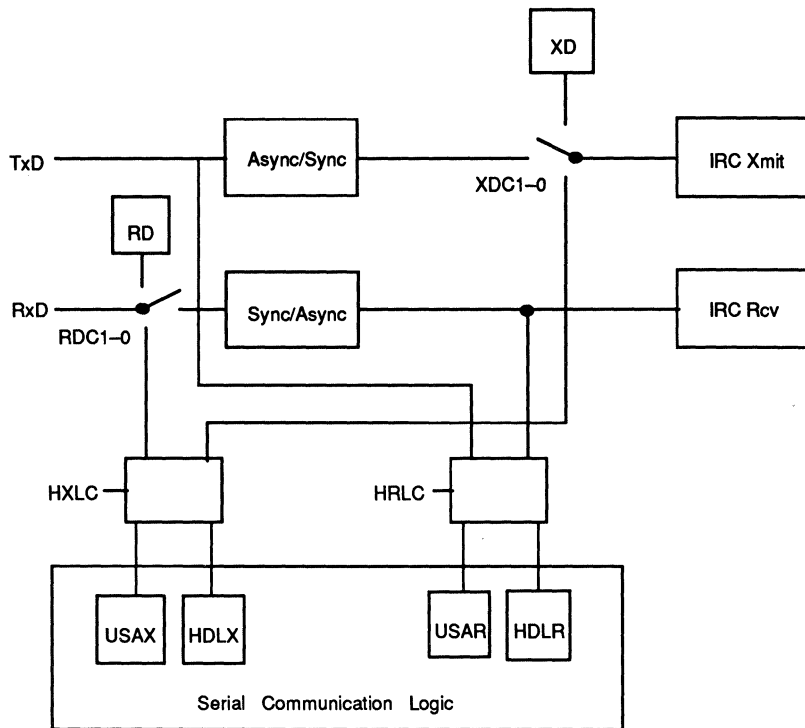 XD
TxD
Async/Sync
IRC Xmit
XDC1–0
RD
RxD
Sync/Async
IRC Rcv
RDC1–0
HXLC
HRLC
USAX
HDLX
USAR
HDLR
Serial Communication Logic